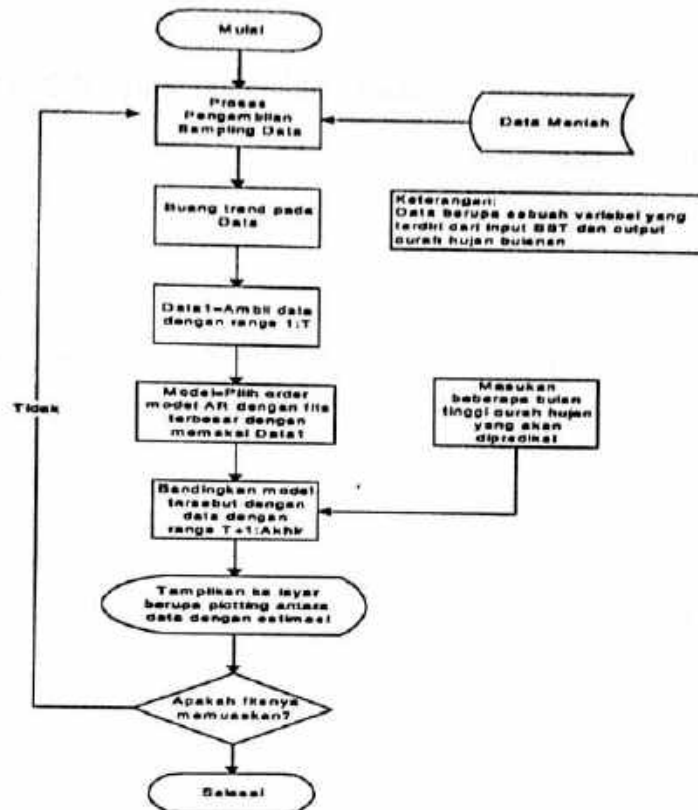 Mulai
Proses
Pengambilan
Sampling Data
Data Mentah
Buang trend pada
Data
Keterangan:
Data berupa sebuah variabel yang
terdiri dari input SST dan output
curah hujan bulanan
Data1=Ambil data
dengan range 1:T
Tidak
Model=Pilih order
model AR dengan fits
terbesar dengan
memakai Data1
Masukan
beberapa bulan
tinggi curah hujan
yang akan
diprediksi
Bandingkan model
tersebut dengan
data dengan
range T+1:Akhir
Tampilkan ke layar
berupa plotting antara
data dengan estimasi
Apakah fitsnya
memuaskan?
Selesai